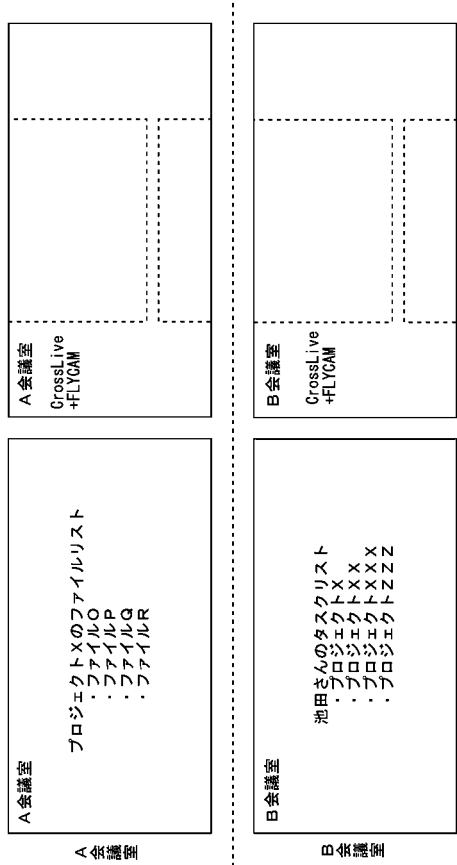 A会議室
A会議室
プロジェクトXのファイルリスト
・ファイルO
・ファイルP
・ファイルQ
・ファイルR
A会議室
CrossLive
+FLYCAM
B会議室
B会議室
池田さんのタスクリスト
・プロジェクトX
・プロジェクトXX
・プロジェクトXXX
・プロジェクトZZZ
B会議室
CrossLive
+FLYCAM